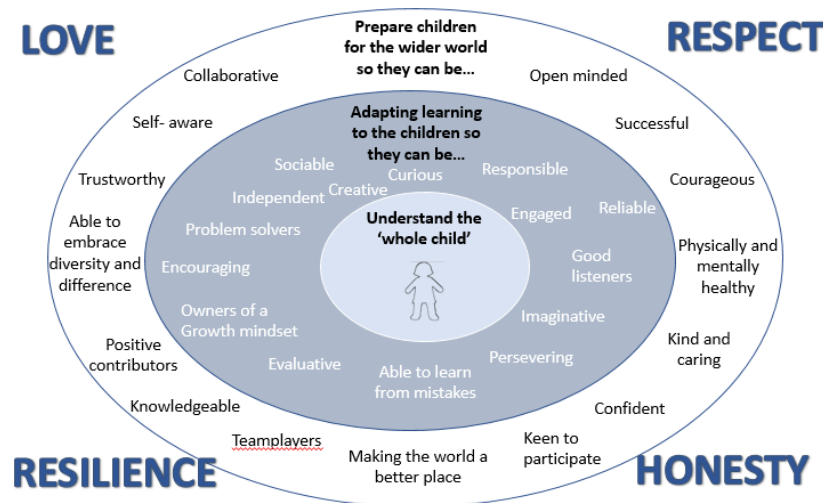 LOVE
RESPECT
Prepare children
for the wider world
so they can be...
Collaborative
Open minded
Self- aware
Successful
Trustworthy
Courageous
Able to
embrace
diversity and
difference
Physically and
mentally
healthy
Positive
contributors
Kind and
caring
Knowledgeable
Confident
Teamplayers
Making the world a
better place
Keen to
participate
Adapting learning
to the children so
they can be...
Sociable
Curious
Responsible
Independent
Creative
Engaged
Reliable
Problem solvers
Encouraging
Good
listeners
Owners of a
Growth mindset
Imaginative
Evaluative
Able to learn
from mistakes
Persevering
Understand the
‘whole child’
RESILIENCE
HONESTY